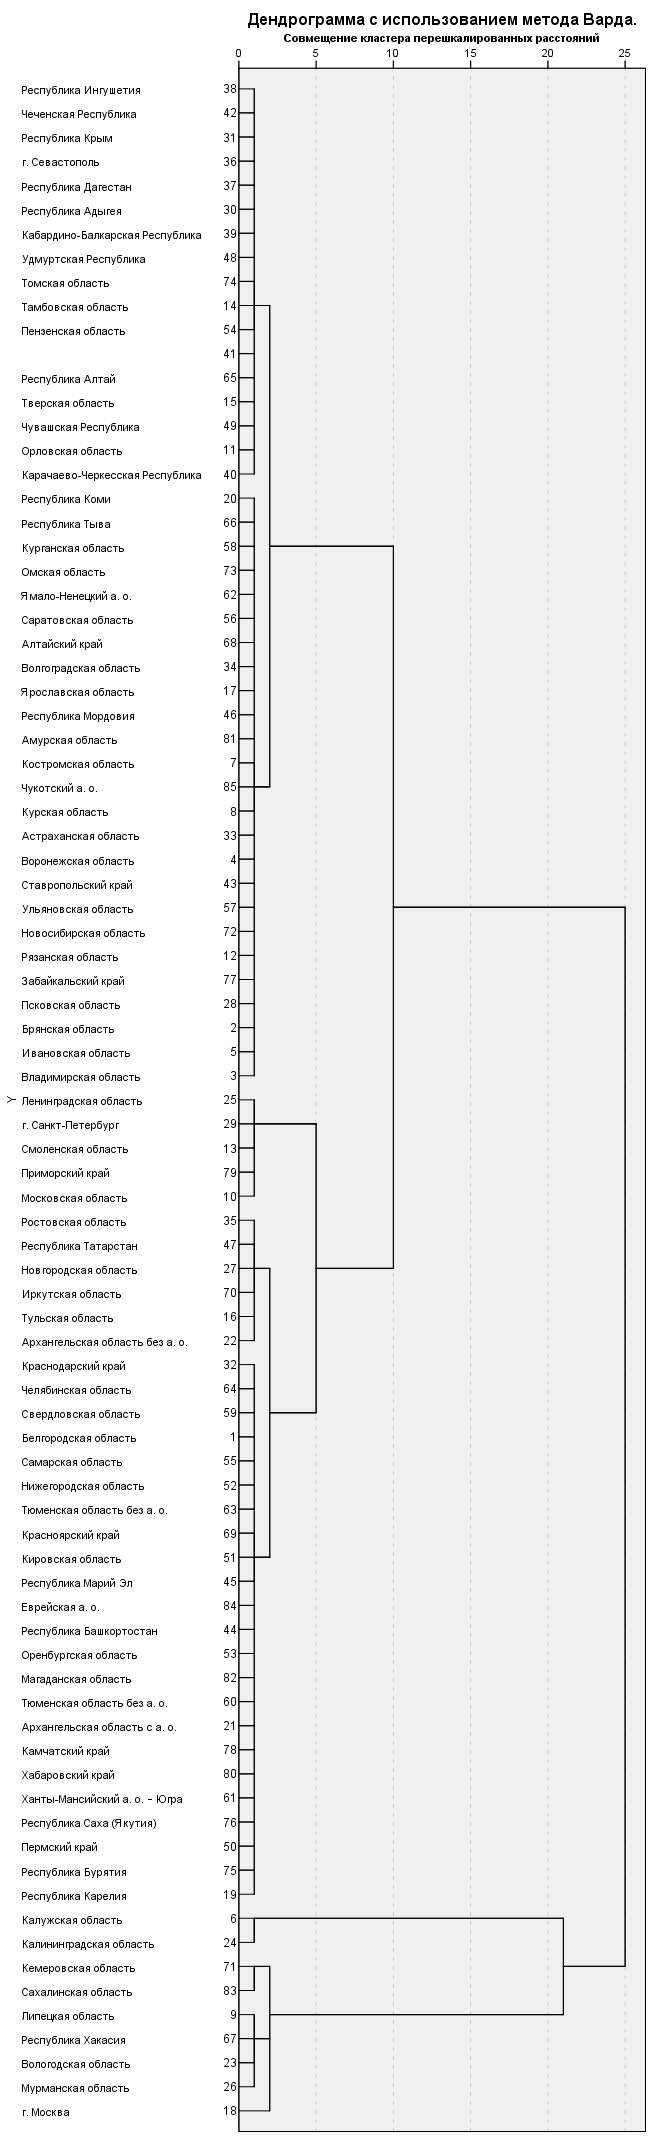 Дендрограмма с использованием метода Варда.
Совмещение кластера перешкалированных расстояний
0 5 10 15 20 25
Республика Ингушетия 38
Чеченская Республика 42
Республика Крым 31
г. Севастополь 36
Республика Дагестан 37
Республика Адыгея 30
Кабардино-Балкарская Республика 39
Удмуртская Республика 48
Томская область 74
Тамбовская область 14
Пензенская область 54
41
Республика Алтай 65
Тверская область 15
Чувашская Республика 49
Орловская область 11
Карачаево-Черкесская Республика 40
Республика Коми 20
Республика Тыва 66
Курганская область 58
Омская область 73
Ямало-Ненецкий а. о. 62
Саратовская область 56
Алтайский край 68
Волгоградская область 34
Ярославская область 17
Республика Мордовия 46
Амурская область 81
Костромская область 7
Чукотский а. о. 85
Курская область 8
Астраханская область 33
Воронежская область 4
Ставропольский край 43
Ульяновская область 57
Новосибирская область 72
Рязанская область 12
Забайкальский край 77
Псковская область 28
Брянская область 2
Ивановская область 5
Владимирская область 3
Y
Ленинградская область 25
г. Санкт-Петербург 29
Смоленская область 13
Приморский край 79
Московская область 10
Ростовская область 35
Республика Татарстан 47
Новгородская область 27
Иркутская область 70
Тульская область 16
Архангельская область без а. о. 22
Краснодарский край 32
Челябинская область 64
Свердловская область 59
Белгородская область 1
Самарская область 55
Нижегородская область 52
Тюменская область без а. о. 63
Красноярский край 69
Кировская область 51
Республика Марий Эл 45
Еврейская а. о. 84
Республика Башкортостан 44
Оренбургская область 53
Магаданская область 82
Тюменская область без а. о. 60
Архангельская область с а. о. 21
Камчатский край 78
Хабаровский край 80
Ханты-Мансийский а. о. – Югра 61
Республика Саха (Якутия) 76
Пермский край 50
Республика Бурятия 75
Республика Карелия 19
Калужская область 6
Калининградская область 24
Кемеровская область 71
Сахалинская область 83
Липецкая область 9
Республика Хакасия 67
Вологодская область 23
Мурманская область 26
г. Москва 18